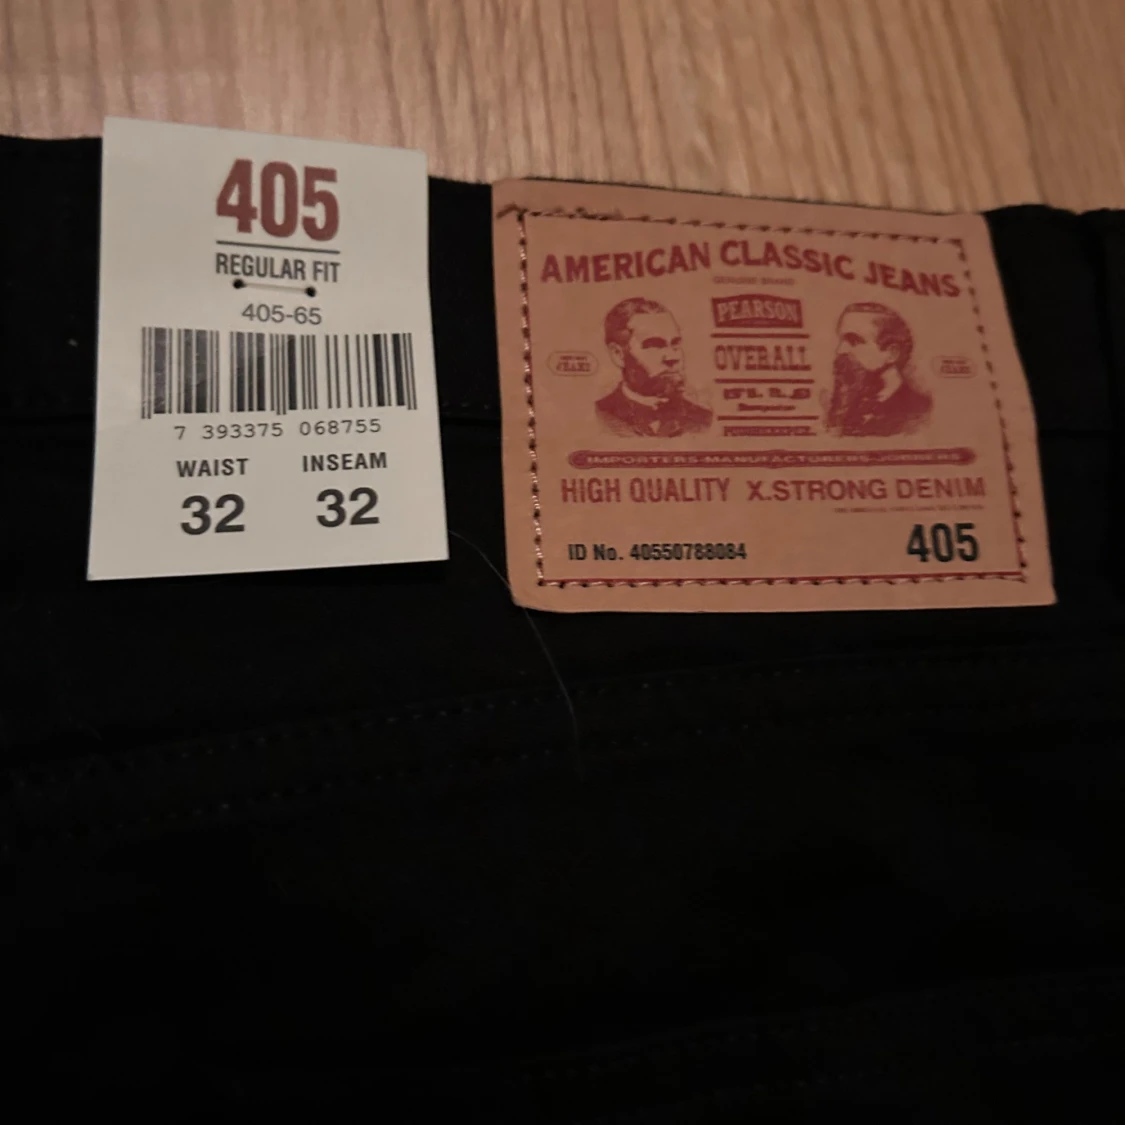 405
REGULAR FIT
405-65
7 393375 068755
WAIST INSEAM
32 32
AMERICAN CLASSIC JEANS
PEARSON
OVERALL
IMPORTERS-MANUFACTURERS-JOBBERS
HIGH QUALITY X.STRONG DENIM
ID No. 40550788084 405